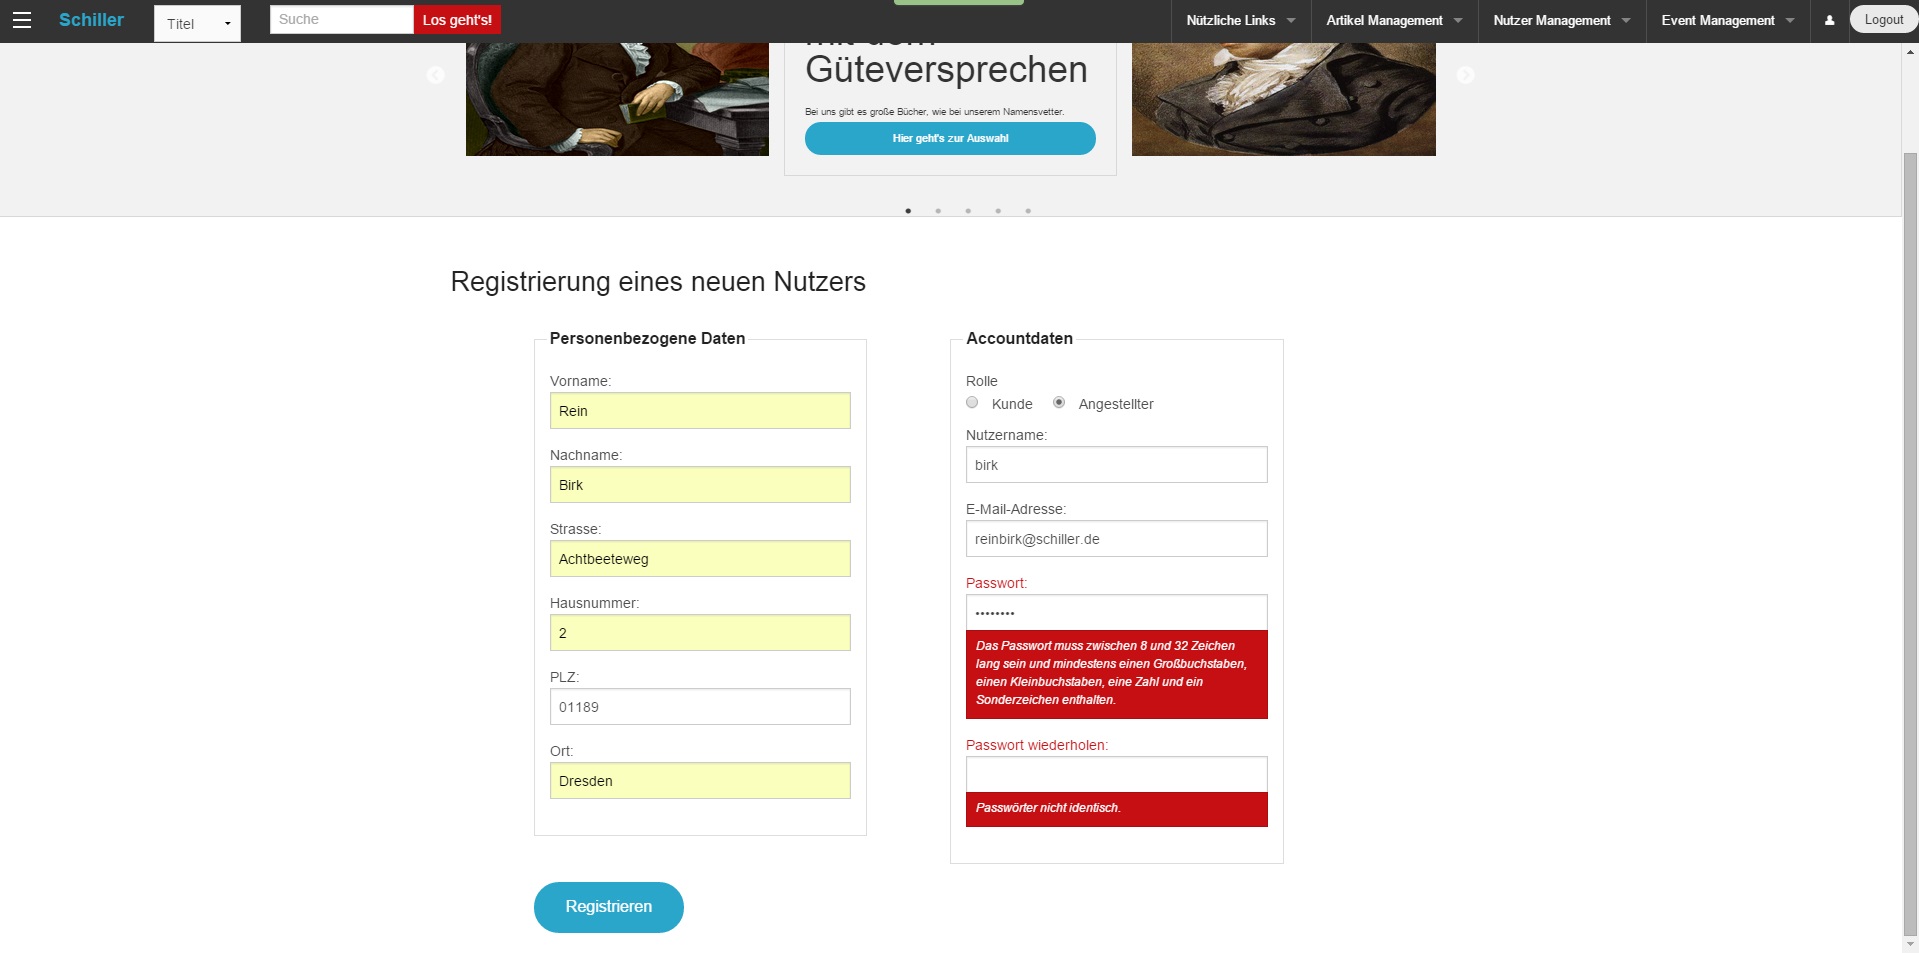 Schiller
Titel
Suche
Los geht's!
Nützliche Links
Artikel Management
Nutzer Management
Event Management
Logout
mit dem
Güteversprechen
Bei uns gibt es große Bücher, wie bei unserem Namensvetter.
Hier geht's zur Auswahl
Registrierung eines neuen Nutzers
Personenbezogene Daten
Vorname:
Rein
Nachname:
Birk
Strasse:
Achtbeeteweg
Hausnummer:
2
PLZ:
01189
Ort:
Dresden
Accountdaten
Rolle
Kunde Angestellter
Nutzername:
birk
E-Mail-Adresse:
reinbirk@schiller.de
Passwort:
••••••••
Das Passwort muss zwischen 8 und 32 Zeichen
lang sein und mindestens einen Großbuchstaben,
einen Kleinbuchstaben, eine Zahl und ein
Sonderzeichen enthalten.
Passwort wiederholen:
Passwörter nicht identisch.
Registrieren